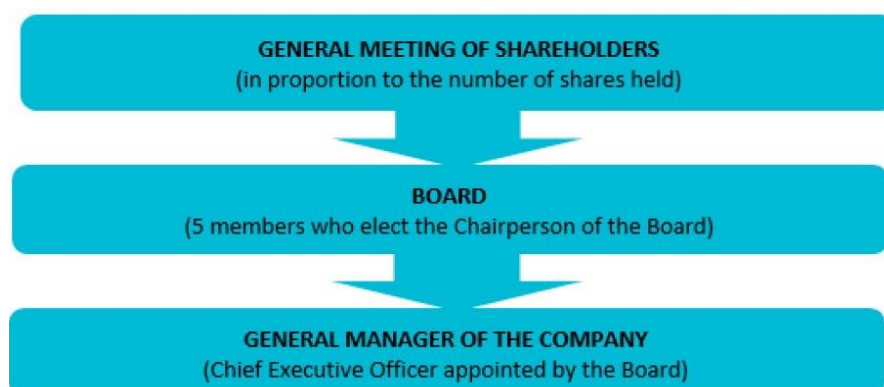 GENERAL MEETING OF SHAREHOLDERS
(in proportion to the number of shares held)
BOARD
(5 members who elect the Chairperson of the Board)
GENERAL MANAGER OF THE COMPANY
(Chief Executive Officer appointed by the Board)